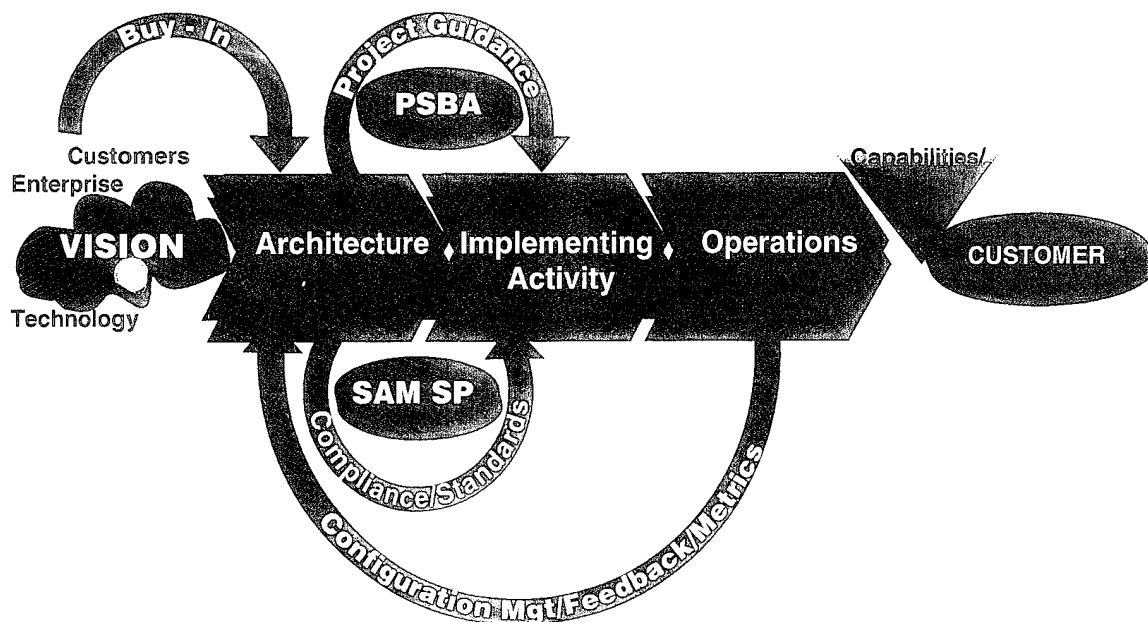 Buy - In
Project Guidance
PSBA
Customers
Enterprise
VISION
Technology
Architecture
Implementing
Activity
Operations
Capabilities/
CUSTOMER
SAM SP
Compliance/Standards
Configuration Mgt/Feedback/Metrics